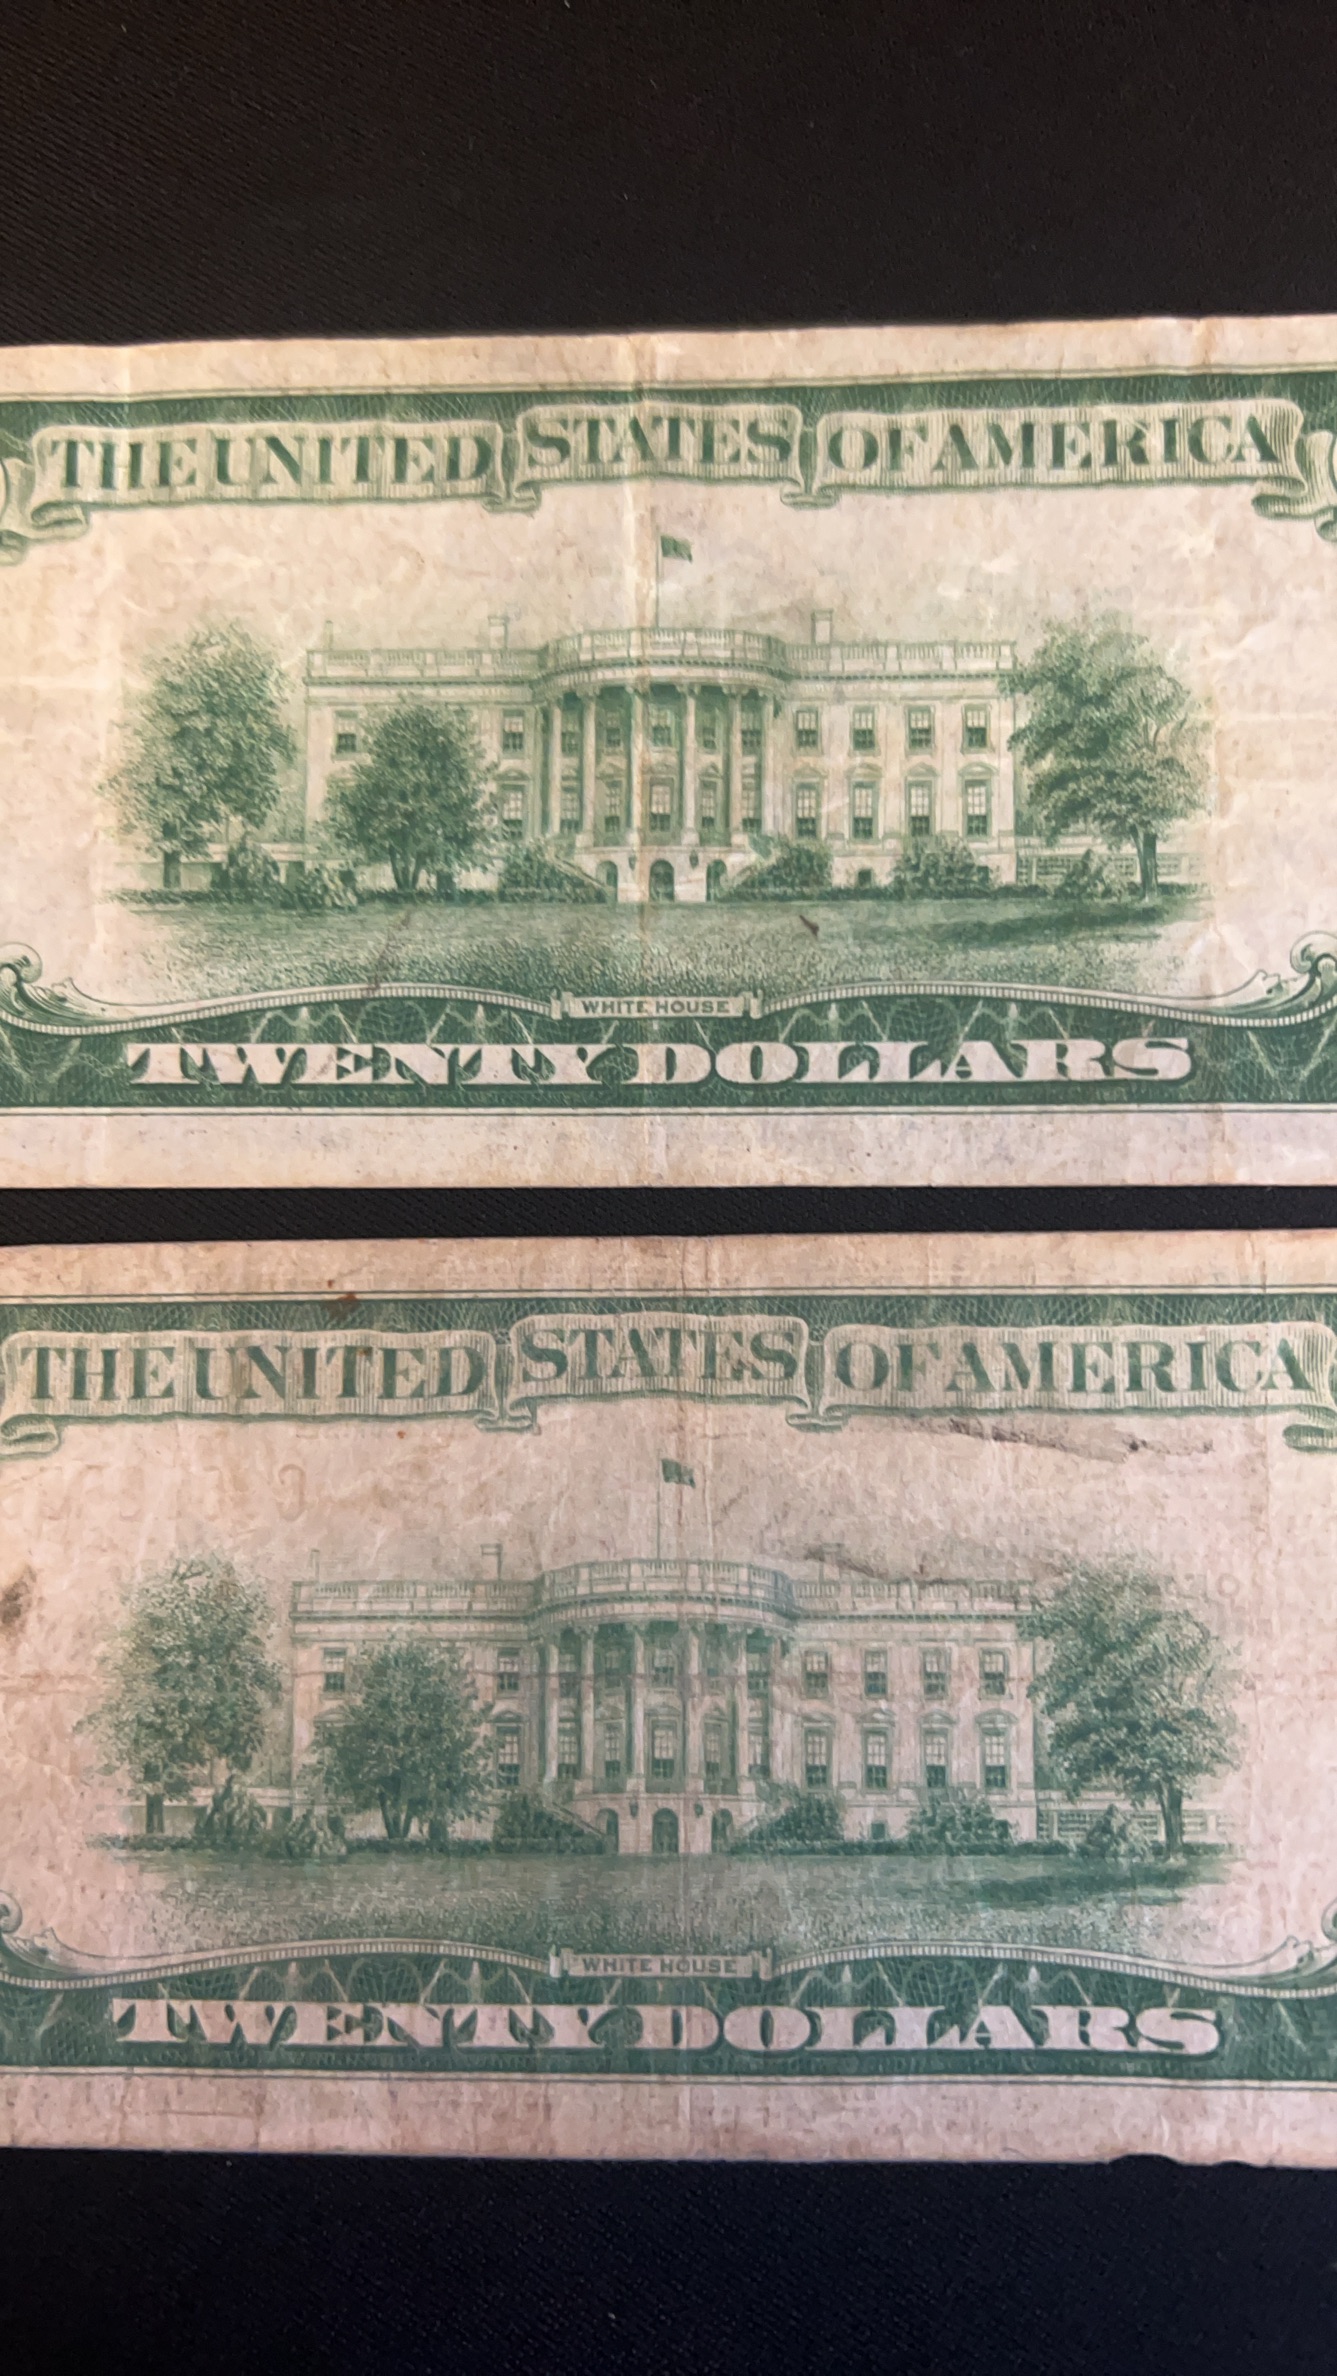 THE UNITED STATES OF AMERICA
WHITE HOUSE
TWENTY DOLLARS
THE UNITED STATES OF AMERICA
WHITE HOUSE
TWENTY DOLLARS